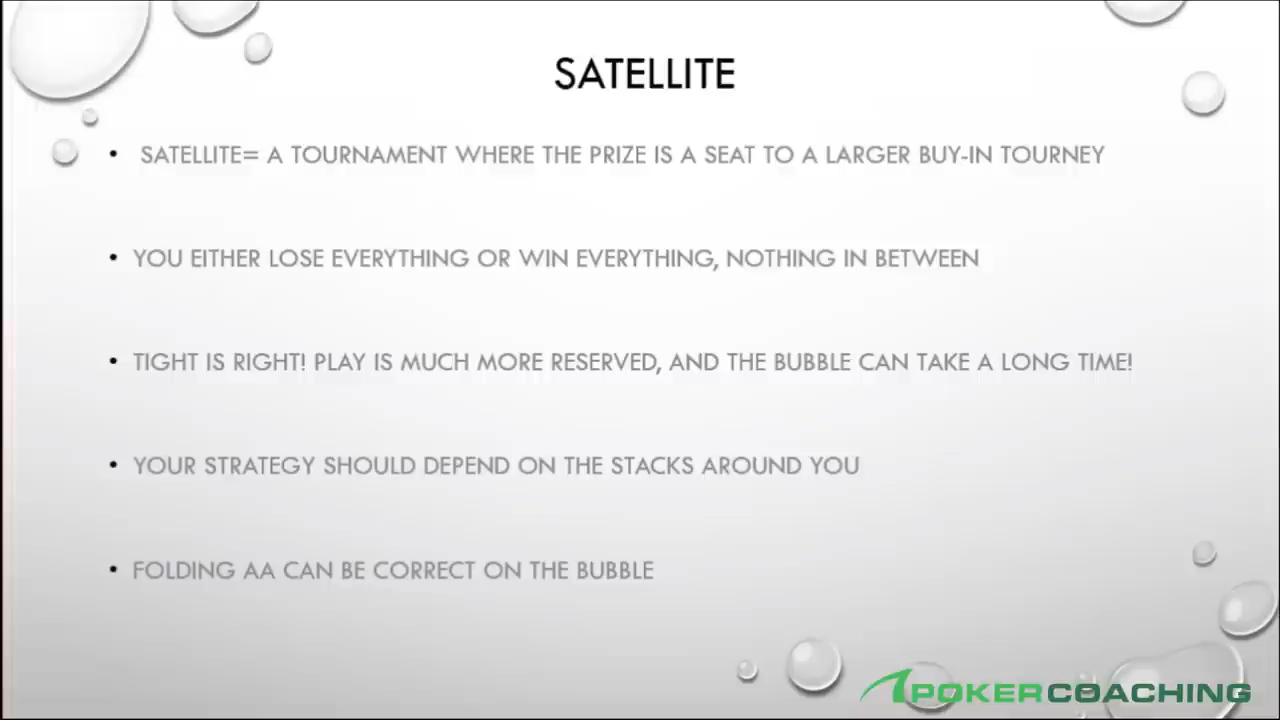 SATELLITE
• SATELLITE= A TOURNAMENT WHERE THE PRIZE IS A SEAT TO A LARGER BUY-IN TOURNEY
• YOU EITHER LOSE EVERYTHING OR WIN EVERYTHING, NOTHING IN BETWEEN
• TIGHT IS RIGHT! PLAY IS MUCH MORE RESERVED, AND THE BUBBLE CAN TAKE A LONG TIME!
• YOUR STRATEGY SHOULD DEPEND ON THE STACKS AROUND YOU
• FOLDING AA CAN BE CORRECT ON THE BUBBLE
POKERCOACHING